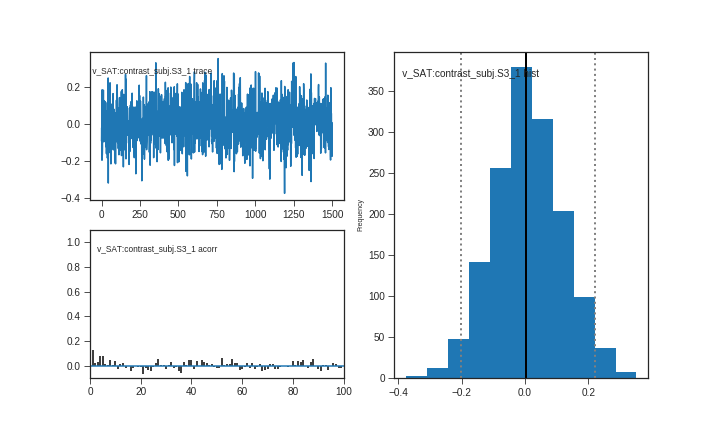 v_SAT:contrast_subj.S3_1 trace
0.2
0.0
−0.2
−0.4
0 250 500 750 1000 1250 1500
v_SAT:contrast_subj.S3_1 acorr
1.0
0.8
0.6
0.4
0.2
0.0
0 20 40 60 80 100
v_SAT:contrast_subj.S3_1 hist
Frequency
350
300
250
200
150
100
50
0
−0.4 −0.2 0.0 0.2